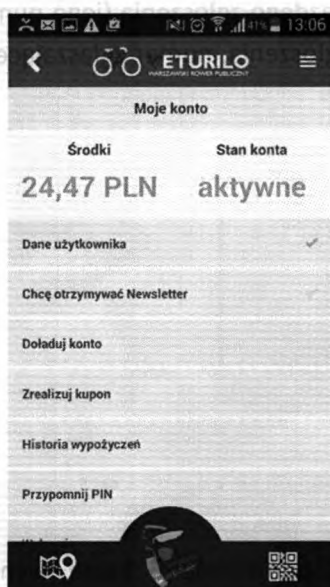 41% 13:06
ETURILO
WARSZAWSKI ROWER PUBLICZNY
Moje konto
Środki Stan konta
24,47 PLN aktywne
Dane użytkownika
Chcę otrzymywać Newsletter
Doładuj konto
Zrealizuj kupon
Historia wypożyczeń
Przypomnij PIN